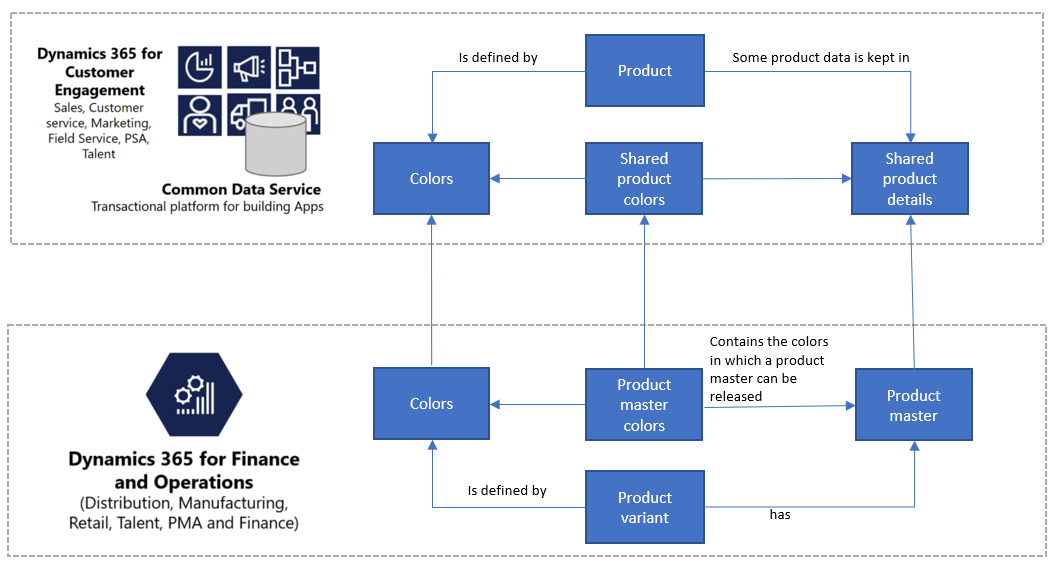 Dynamics 365 for
Customer
Engagement
Sales, Customer
service, Marketing,
Field Service, PSA,
Talent
Common Data Service
Transactional platform for building Apps
Is defined by
Product
Some product data is kept in
Colors
Shared
product
colors
Shared
product
details
Dynamics 365 for Finance
and Operations
(Distribution, Manufacturing,
Retail, Talent, PMA and Finance)
Colors
Product
master
colors
Contains the colors
in which a product
master can be
released
Product
master
Is defined by
Product
variant
has